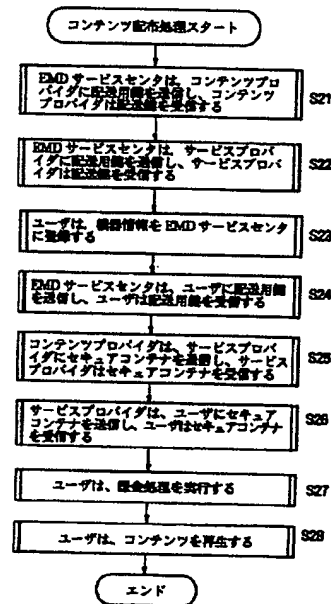 コンテンツ配布処理スタート
EMDサービスセンタは、コンテンツプロ
バイダに配送用鍵を送信し、コンテンツ
プロバイダは配送鍵を受信する
S21
EMDサービスセンタは、サービスプロバ
イダに配送用鍵を送信し、サービスプロバ
イダは配送鍵を受信する
S22
ユーザは、機器情報をEMDサービスセンタ
に登録する
S23
EMDサービスセンタは、ユーザに配送用鍵
を送信し、ユーザは配送用鍵を受信する
S24
コンテンツプロバイダは、サービスプロバ
イダにセキュアコンテナを送信し、サービス
プロバイダはセキュアコンテナを受信する
S25
サービスプロバイダは、ユーザにセキュア
コンテナを送信し、ユーザはセキュアコンテナ
を受信する
S26
ユーザは、課金処理を実行する
S27
ユーザは、コンテンツを再生する
S28
エンド